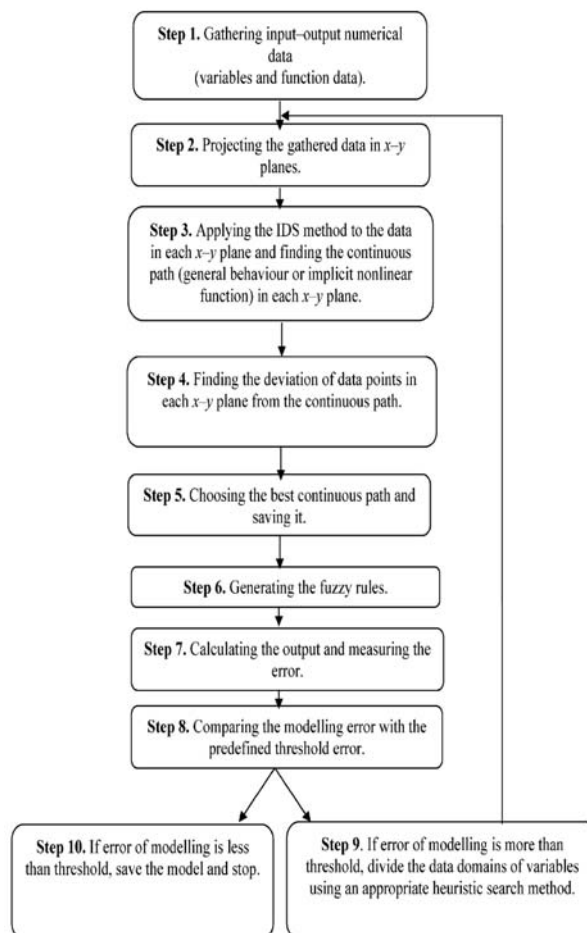 Step 1. Gathering input–output numerical
data
(variables and function data).
Step 2. Projecting the gathered data in x–y
planes.
Step 3. Applying the IDS method to the data
in each x–y plane and finding the continuous
path (general behaviour or implicit nonlinear
function) in each x–y plane.
Step 4. Finding the deviation of data points in
each x–y plane from the continuous path.
Step 5. Choosing the best continuous path and
saving it.
Step 6. Generating the fuzzy rules.
Step 7. Calculating the output and measuring the
error.
Step 8. Comparing the modelling error with the
predefined threshold error.
Step 10. If error of modelling is less
than threshold, save the model and stop.
Step 9. If error of modelling is more than
threshold, divide the data domains of variables
using an appropriate heuristic search method.